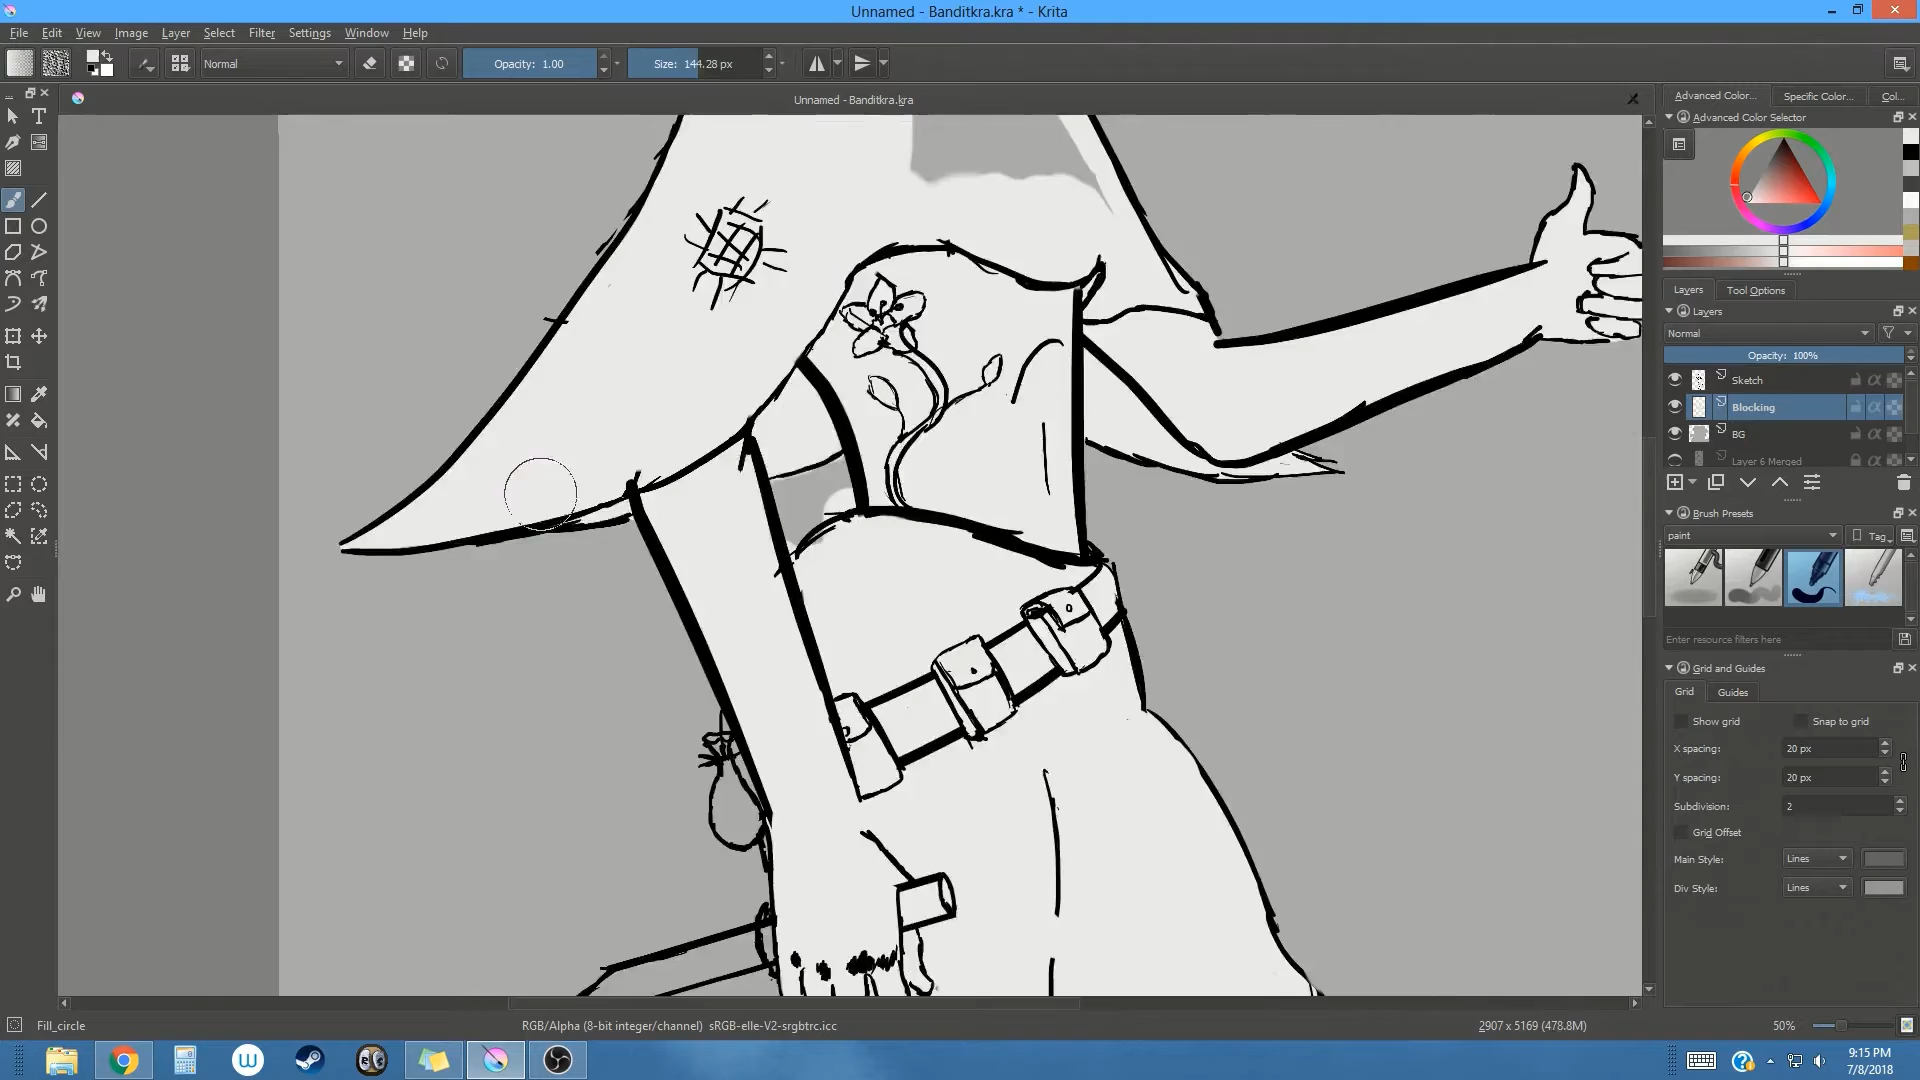 Unnamed - Banditkra.kra * - Krita
File Edit View Image Layer Select Filter Settings Window Help
Normal
Opacity: 1.00
Size: 144.28 px
Unnamed - Banditkra.kra
Advanced Color...
Specific Color...
Col...
Advanced Color Selector
Layers
Tool Options
Layers
Normal
Opacity: 100%
Sketch
Blocking
BG
Layer 6 Merged
Brush Presets
paint
Tag
Enter resource filters here
Grid and Guides
Grid
Guides
Show grid
Snap to grid
X spacing: 20 px
Y spacing: 20 px
Subdivision: 2
Grid Offset
Main Style: Lines
Div Style: Lines
Fill_circle
RGB/Alpha (8-bit integer/channel) sRGB-elle-V2-srgbtrc.icc
2907 x 5169 (478.8M)
50%
9:15 PM
7/8/2018